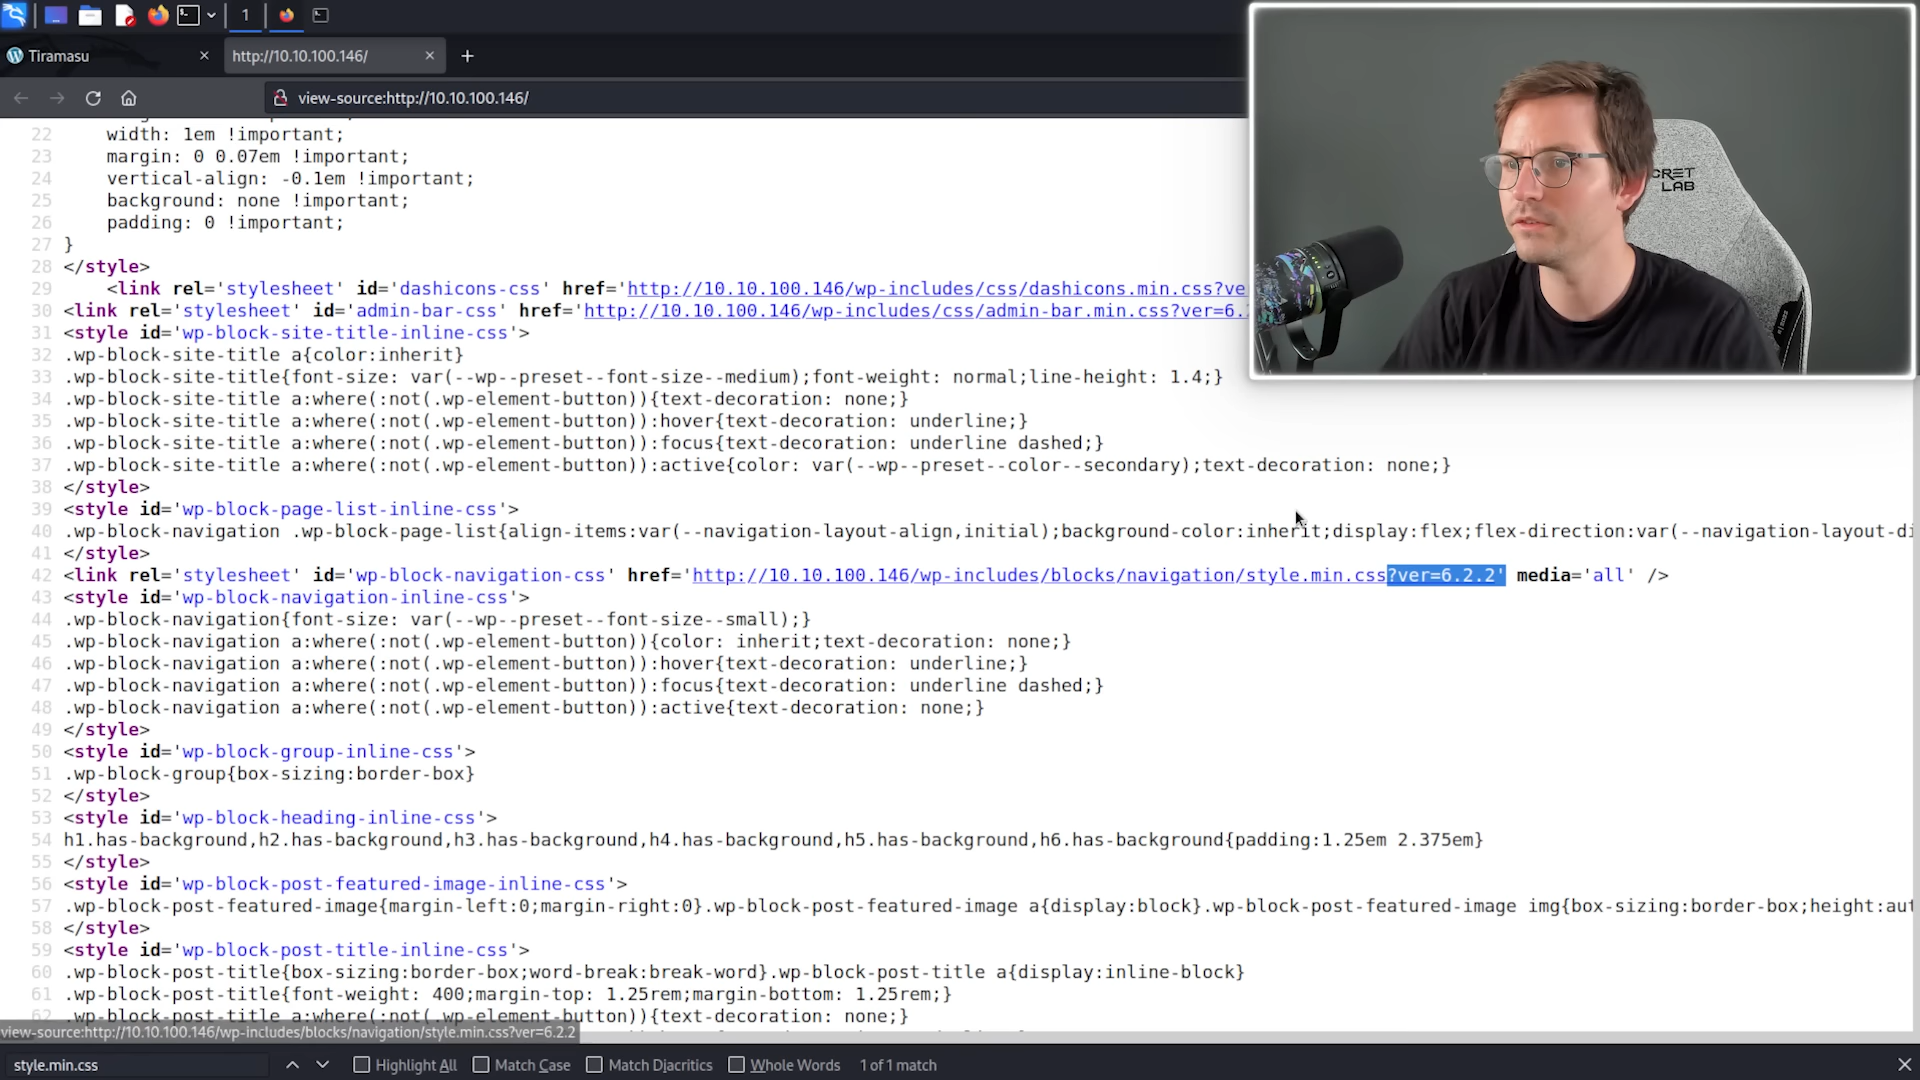 1
Tiramasu
http://10.10.100.146/
view-source:http://10.10.100.146/
22 width: 1em !important;
23 margin: 0 0.07em !important;
24 vertical-align: -0.1em !important;
25 background: none !important;
26 padding: 0 !important;
27 }
28 </style>
29 <link rel='stylesheet' id='dashicons-css' href='http://10.10.100.146/wp-includes/css/dashicons.min.css?ve
30 <link rel='stylesheet' id='admin-bar-css' href='http://10.10.100.146/wp-includes/css/admin-bar.min.css?ver=6.
31 <style id='wp-block-site-title-inline-css'>
32 .wp-block-site-title a{color:inherit}
33 .wp-block-site-title{font-size: var(--wp--preset--font-size--medium);font-weight: normal;line-height: 1.4;}
34 .wp-block-site-title a:where(:not(.wp-element-button)){text-decoration: none;}
35 .wp-block-site-title a:where(:not(.wp-element-button)):hover{text-decoration: underline;}
36 .wp-block-site-title a:where(:not(.wp-element-button)):focus{text-decoration: underline dashed;}
37 .wp-block-site-title a:where(:not(.wp-element-button)):active{color: var(--wp--preset--color--secondary);text-decoration: none;}
38 </style>
39 <style id='wp-block-page-list-inline-css'>
40 .wp-block-navigation .wp-block-page-list{align-items:var(--navigation-layout-align,initial);background-color:inherit;display:flex;flex-direction:var(--navigation-layout-di
41 </style>
42 <link rel='stylesheet' id='wp-block-navigation-css' href='http://10.10.100.146/wp-includes/blocks/navigation/style.min.css?ver=6.2.2' media='all' />
43 <style id='wp-block-navigation-inline-css'>
44 .wp-block-navigation{font-size: var(--wp--preset--font-size--small);}
45 .wp-block-navigation a:where(:not(.wp-element-button)){color: inherit;text-decoration: none;}
46 .wp-block-navigation a:where(:not(.wp-element-button)):hover{text-decoration: underline;}
47 .wp-block-navigation a:where(:not(.wp-element-button)):focus{text-decoration: underline dashed;}
48 .wp-block-navigation a:where(:not(.wp-element-button)):active{text-decoration: none;}
49 </style>
50 <style id='wp-block-group-inline-css'>
51 .wp-block-group{box-sizing:border-box}
52 </style>
53 <style id='wp-block-heading-inline-css'>
54 h1.has-background,h2.has-background,h3.has-background,h4.has-background,h5.has-background,h6.has-background{padding:1.25em 2.375em}
55 </style>
56 <style id='wp-block-post-featured-image-inline-css'>
57 .wp-block-post-featured-image{margin-left:0;margin-right:0}.wp-block-post-featured-image a{display:block}.wp-block-post-featured-image img{box-sizing:border-box;height:aut
58 </style>
59 <style id='wp-block-post-title-inline-css'>
60 .wp-block-post-title{box-sizing:border-box;word-break:break-word}.wp-block-post-title a{display:inline-block}
61 .wp-block-post-title{font-weight: 400;margin-top: 1.25rem;margin-bottom: 1.25rem;}
62 .wp-block-post-title a:where(:not(.wp-element-button)){text-decoration: none;}
view-source:http://10.10.100.146/wp-includes/blocks/navigation/style.min.css?ver=6.2.2
style.min.css
Highlight All
Match Case
Match Diacritics
Whole Words
1 of 1 match
CRET
LAB